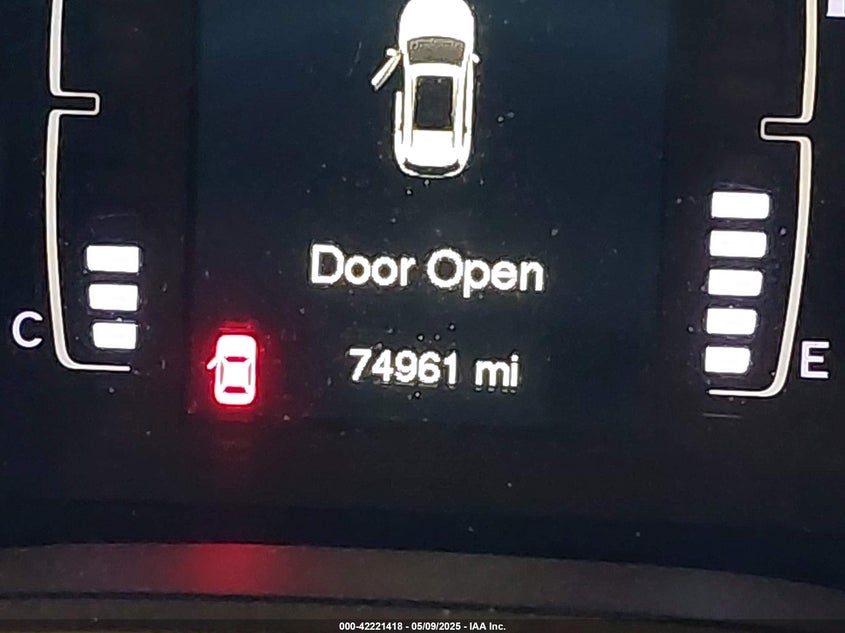 Door Open
C
74961 mi
E
000-42221418 - 05/09/2025 - IAA Inc.